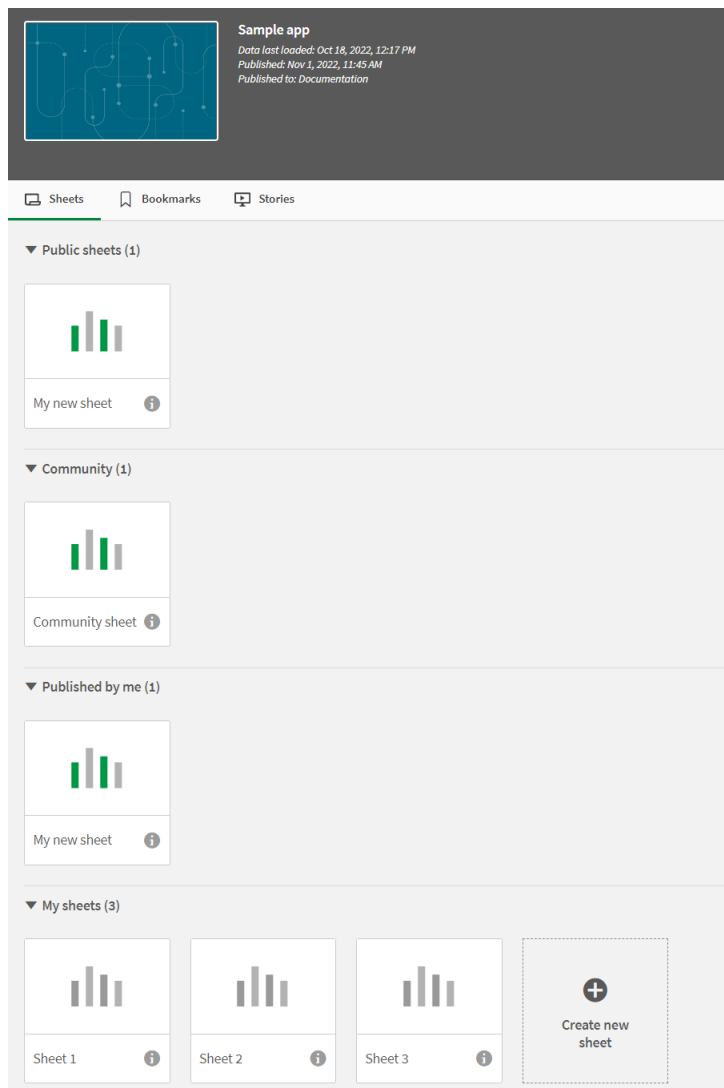 Sample app
Data last loaded: Oct 18, 2022, 12:17 PM
Published: Nov 1, 2022, 11:45 AM
Published to: Documentation
Sheets Bookmarks Stories
Public sheets (1)
My new sheet
Community (1)
Community sheet
Published by me (1)
My new sheet
My sheets (3)
Sheet 1 Sheet 2 Sheet 3
Create new
sheet